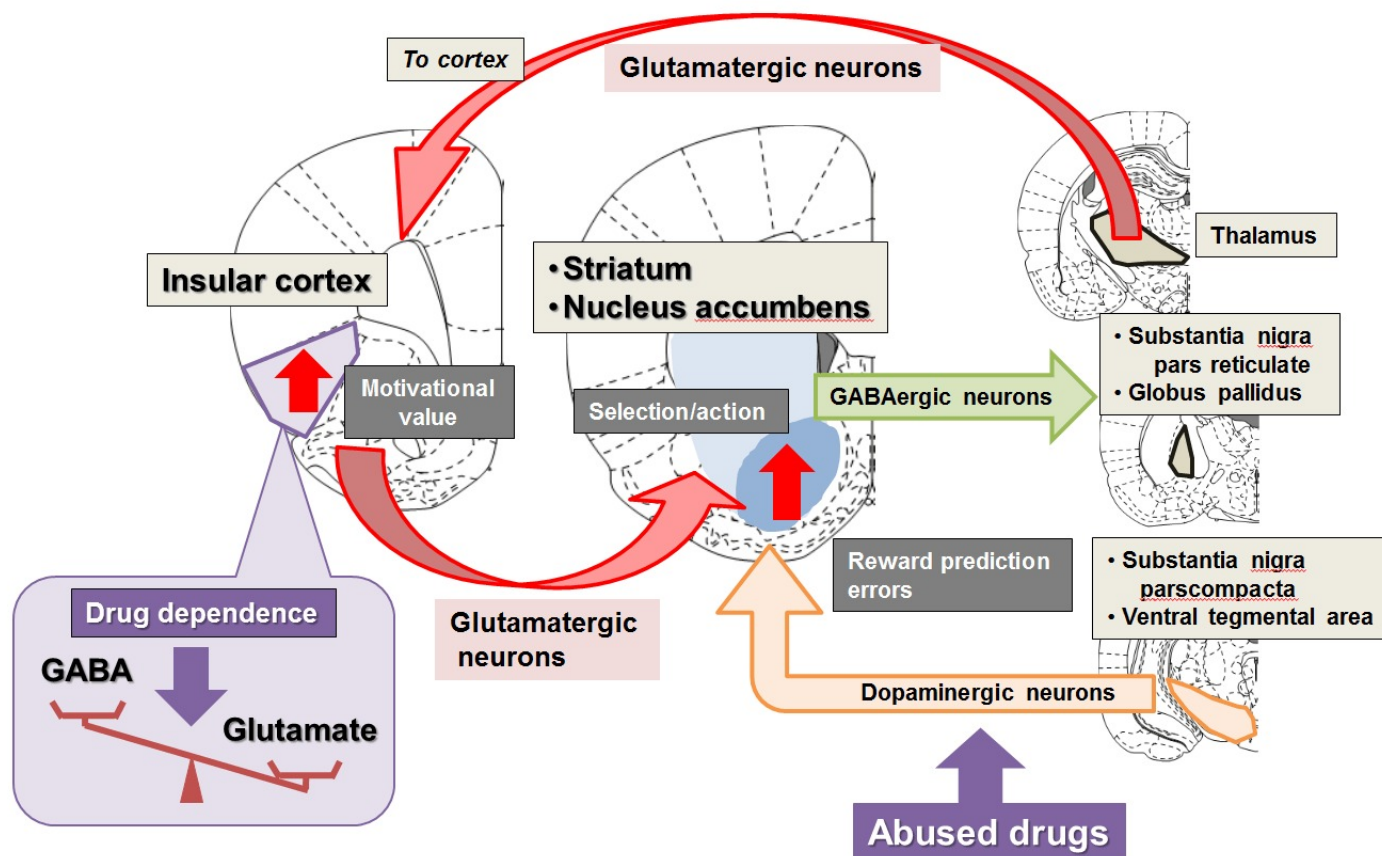 To cortex
Glutamatergic neurons
Thalamus
Insular cortex
• Striatum
• Nucleus accumbens
• Substantia nigra
pars reticulate
• Globus pallidus
Motivational
value
Selection/action
GABAergic neurons
Reward prediction
errors
• Substantia nigra
parscompacta
• Ventral tegmental area
Drug dependence
GABA
Glutamate
Glutamatergic
neurons
Dopaminergic neurons
Abused drugs